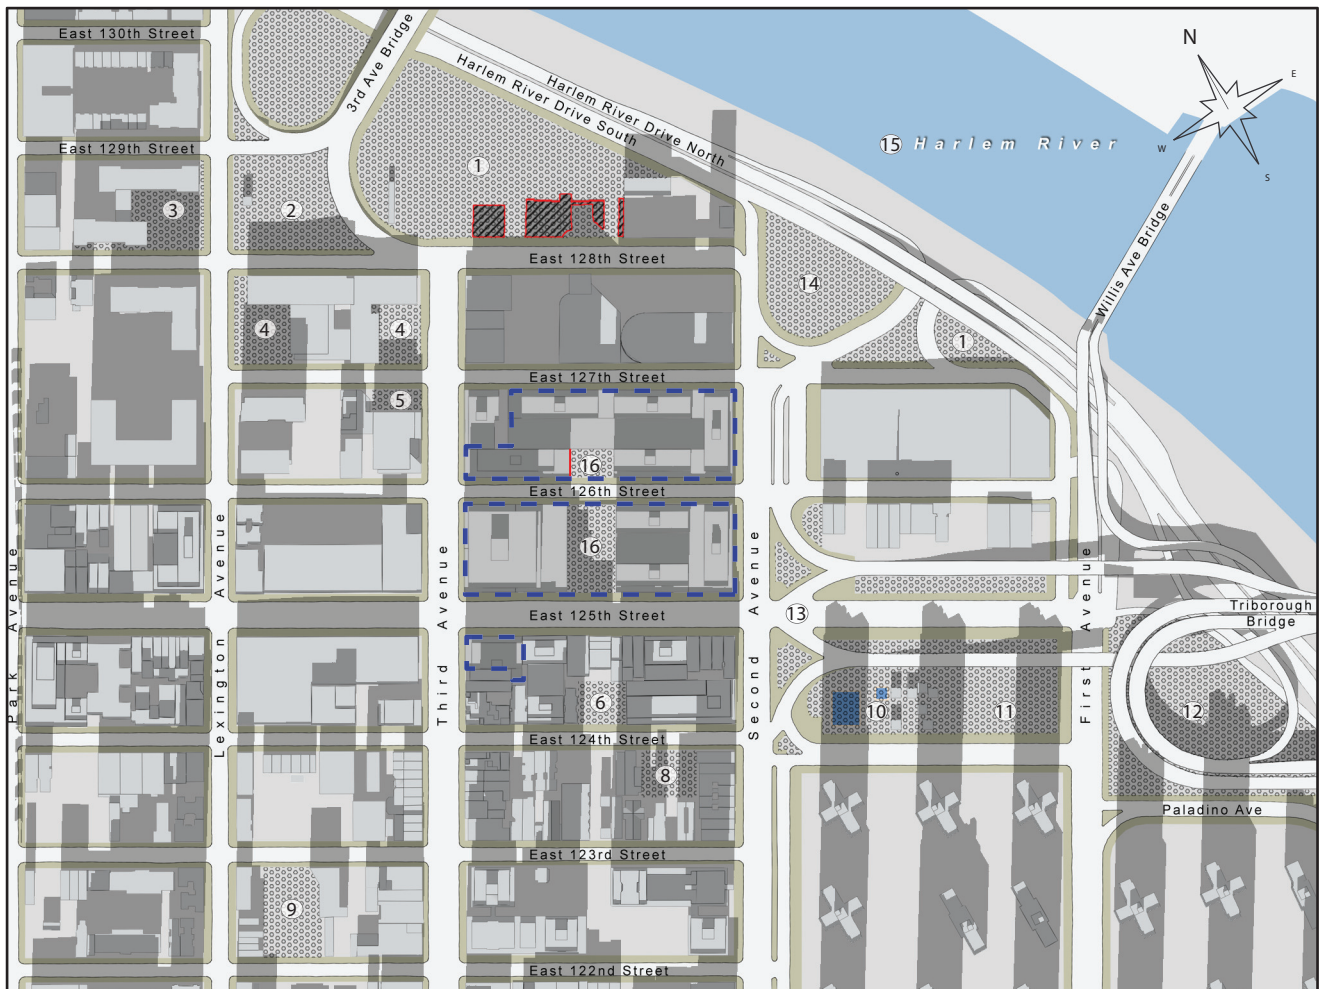 East 130th Street
3rd Ave Bridge
Harlem River Drive North
Harlem River Drive South
N
E
W
S
East 129th Street
1
15 Harlem River
3
2
Willis Ave Bridge
East 128th Street
14
4
4
1
East 127th Street
5
16
East 126th Street
16
Park Avenue
Lexington Avenue
Third Avenue
Second Avenue
First Avenue
East 125th Street
13
Triborough
Bridge
6
10
11
12
East 124th Street
8
Paladino Ave
East 123rd Street
9
East 122nd Street